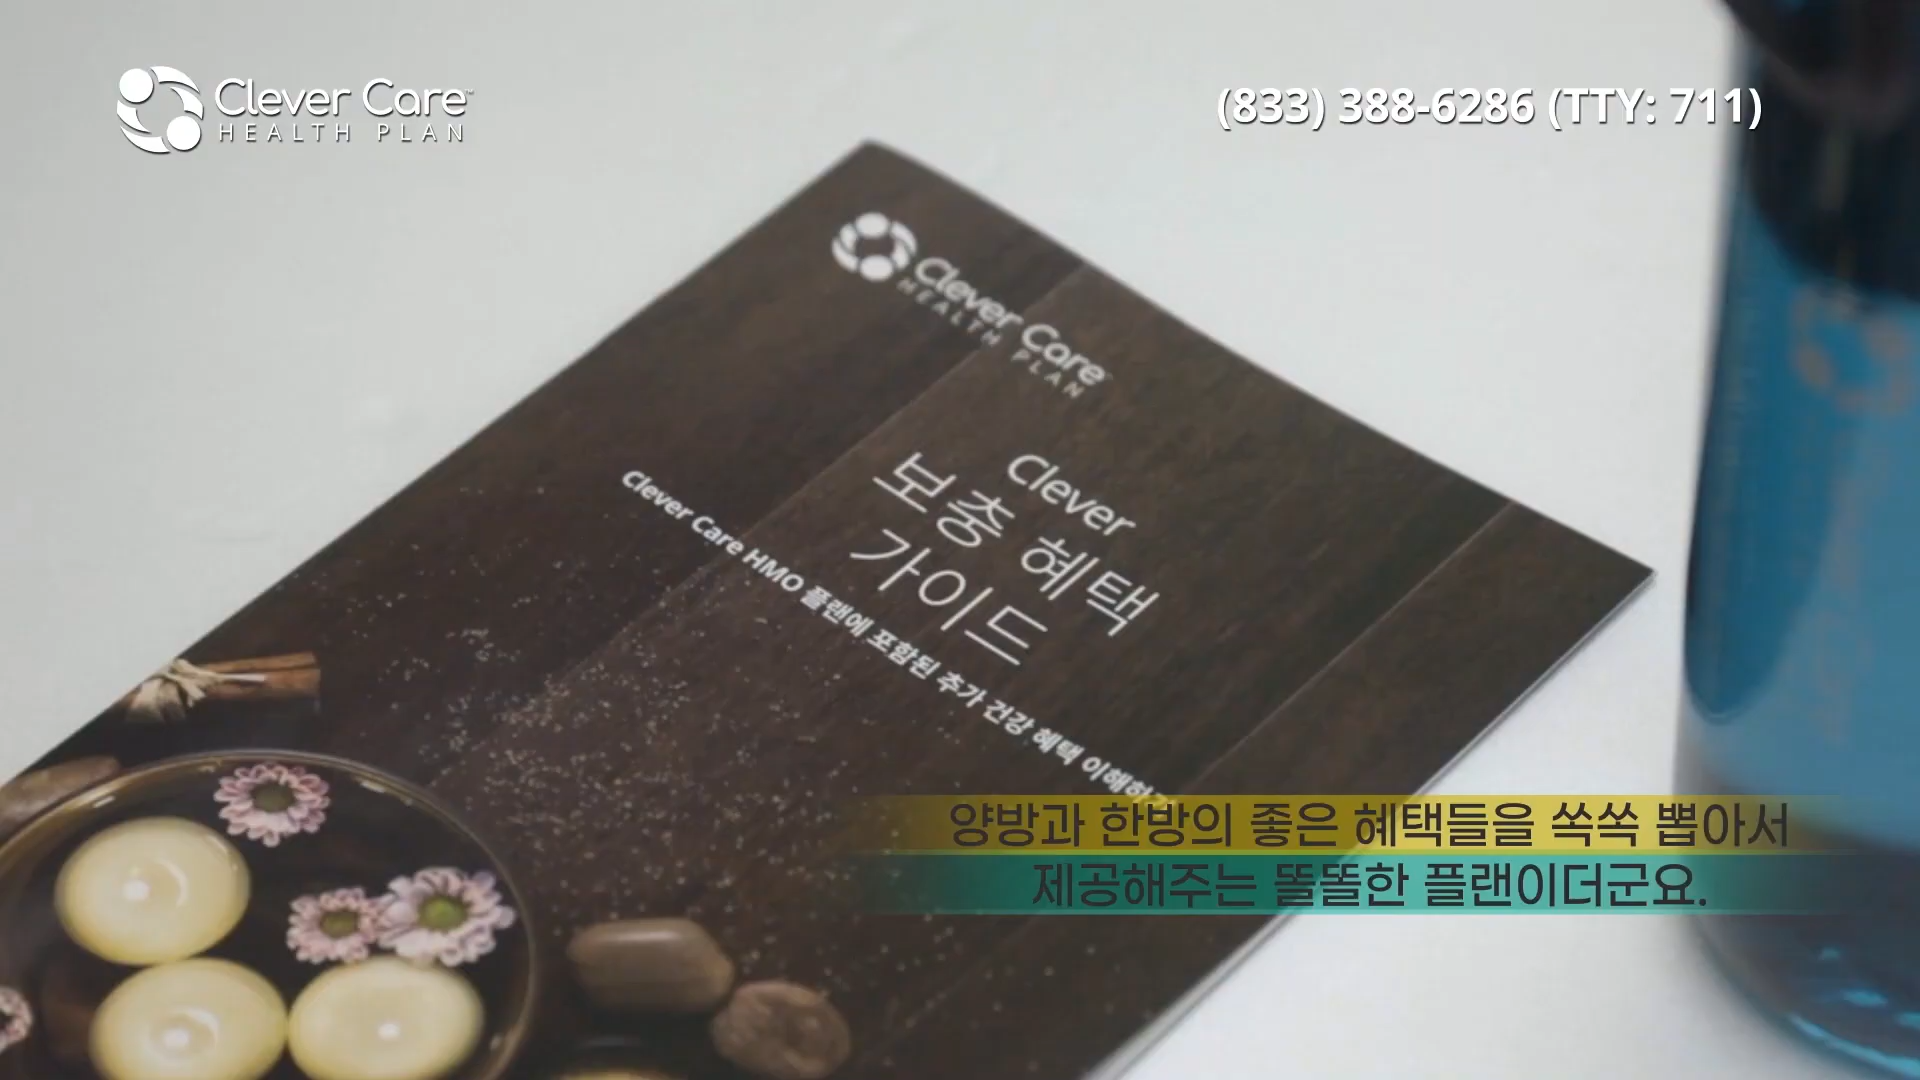 Clever Care™
HEALTH PLAN
(833) 388-6286 (TTY: 711)
Clever Care
HEALTH PLAN
Clever
보충 혜택
가이드
Clever Care HMO 플랜에 포함된 추가 건강 혜택 이해하기
양방과 한방의 좋은 혜택들을 쏙쏙 뽑아서
제공해주는 똘똘한 플랜이더군요.